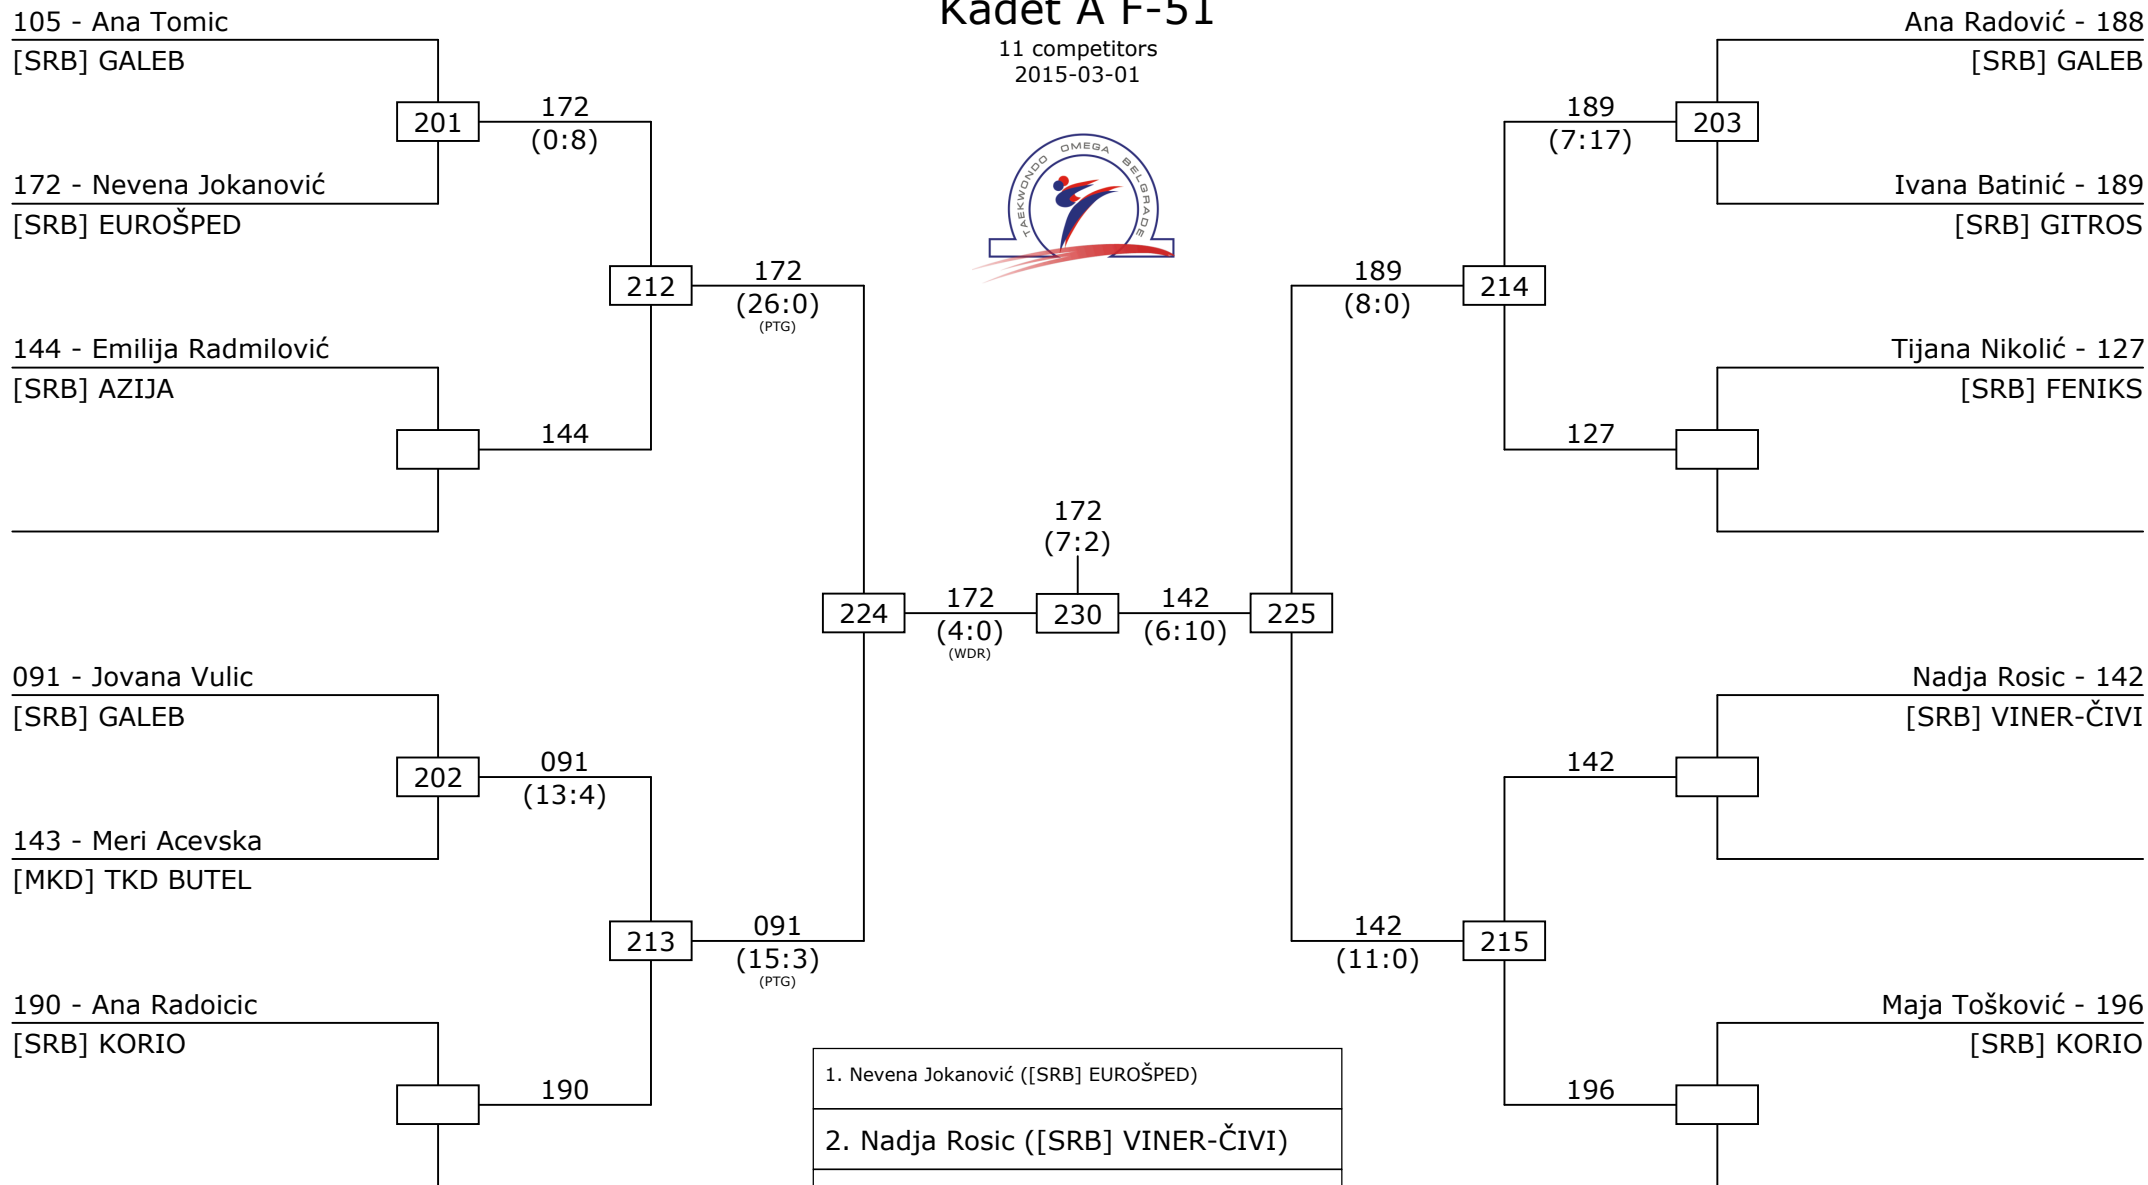 Kadet A F-51
11 competitors
2015-03-01
TAEKWONDO OMEGA BELGRADE
105 - Ana Tomic
[SRB] GALEB
201
172
(0:8)
172 - Nevena Jokanović
[SRB] EUROŠPED
212
172
(26:0)
(PTG)
144 - Emilija Radmilović
[SRB] AZIJA
144
091 - Jovana Vulic
[SRB] GALEB
202
091
(13:4)
143 - Meri Acevska
[MKD] TKD BUTEL
213
091
(15:3)
(PTG)
190 - Ana Radoicic
[SRB] KORIO
190
224
172
(4:0)
(WDR)
172
(7:2)
230
142
(6:10)
225
Ana Radović - 188
[SRB] GALEB
189
(7:17)
203
Ivana Batinić - 189
[SRB] GITROS
189
(8:0)
214
Tijana Nikolić - 127
[SRB] FENIKS
127
Nadja Rosic - 142
[SRB] VINER-ČIVI
142
142
(11:0)
215
Maja Tošković - 196
[SRB] KORIO
196
1. Nevena Jokanović ([SRB] EUROŠPED)
2. Nadja Rosic ([SRB] VINER-ČIVI)